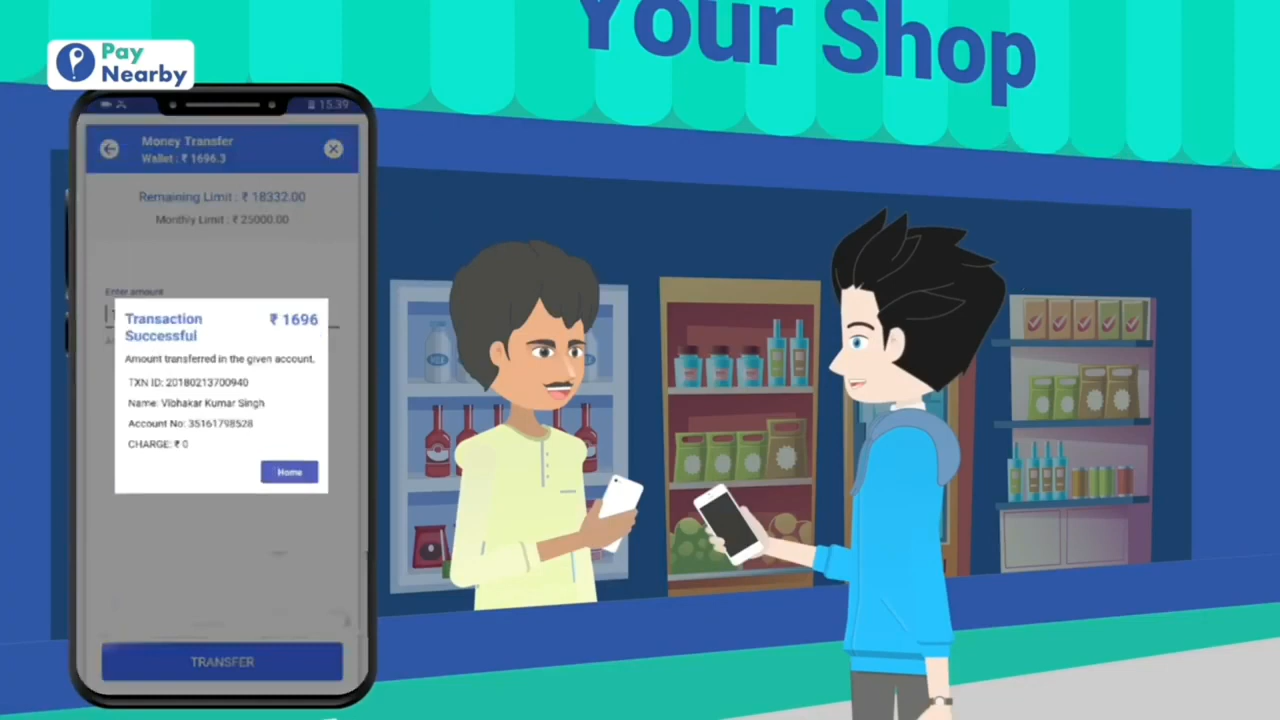 Your Shop
Pay
Nearby
15.39
Money Transfer
Wallet : ₹ 1696.3
Remaining Limit : ₹ 18332.00
Monthly Limit : ₹ 25000.00
Enter amount
Transaction ₹ 1696
Successful
Amount transferred in the given account.
TXN ID: 20180213700940
Name: Vibhakar Kumar Singh
Account No: 35161798528
CHARGE: ₹ 0
Home
TRANSFER